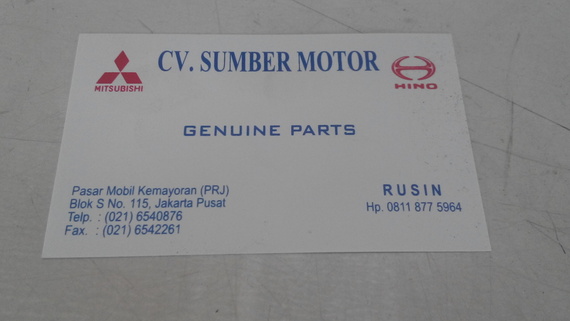 CV. SUMBER MOTOR
MITSUBISHI
HINO
GENUINE PARTS
Pasar Mobil Kemayoran (PRJ)
Blok S No. 115, Jakarta Pusat
Telp. : (021) 6540876
Fax. : (021) 6542261
RUSIN
Hp. 0811 877 5964